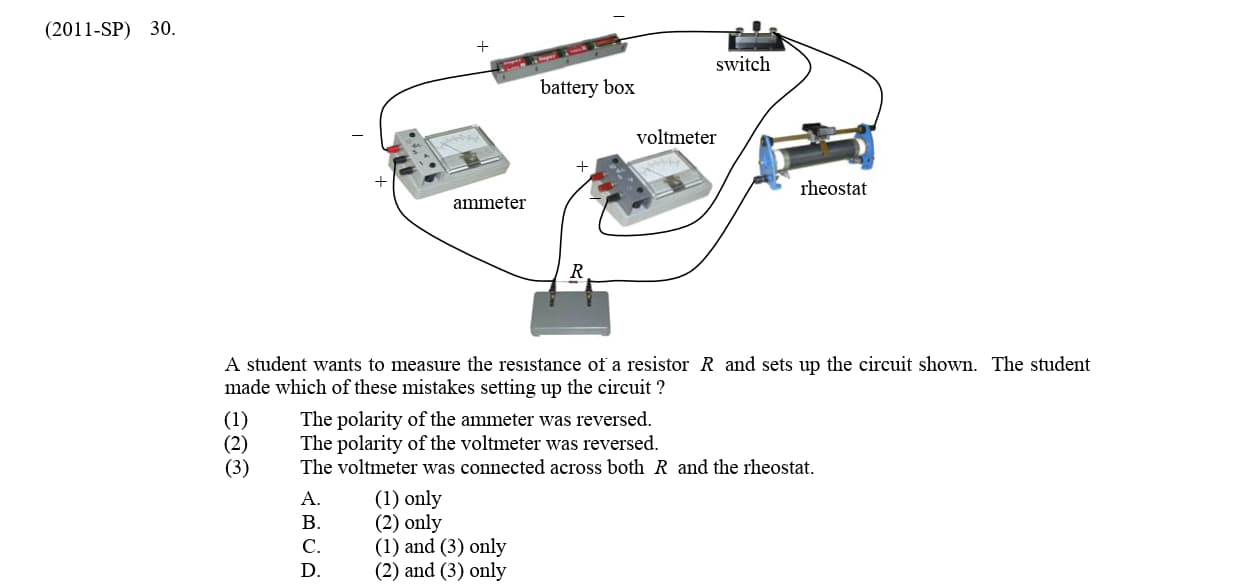 (2011-SP) 30.
−
+
switch
battery box
−
voltmeter
+
+
rheostat
−
ammeter
R
A student wants to measure the resistance of a resistor R and sets up the circuit shown. The student
made which of these mistakes setting up the circuit ?
(1) The polarity of the ammeter was reversed.
(2) The polarity of the voltmeter was reversed.
(3) The voltmeter was connected across both R and the rheostat.
A. (1) only
B. (2) only
C. (1) and (3) only
D. (2) and (3) only